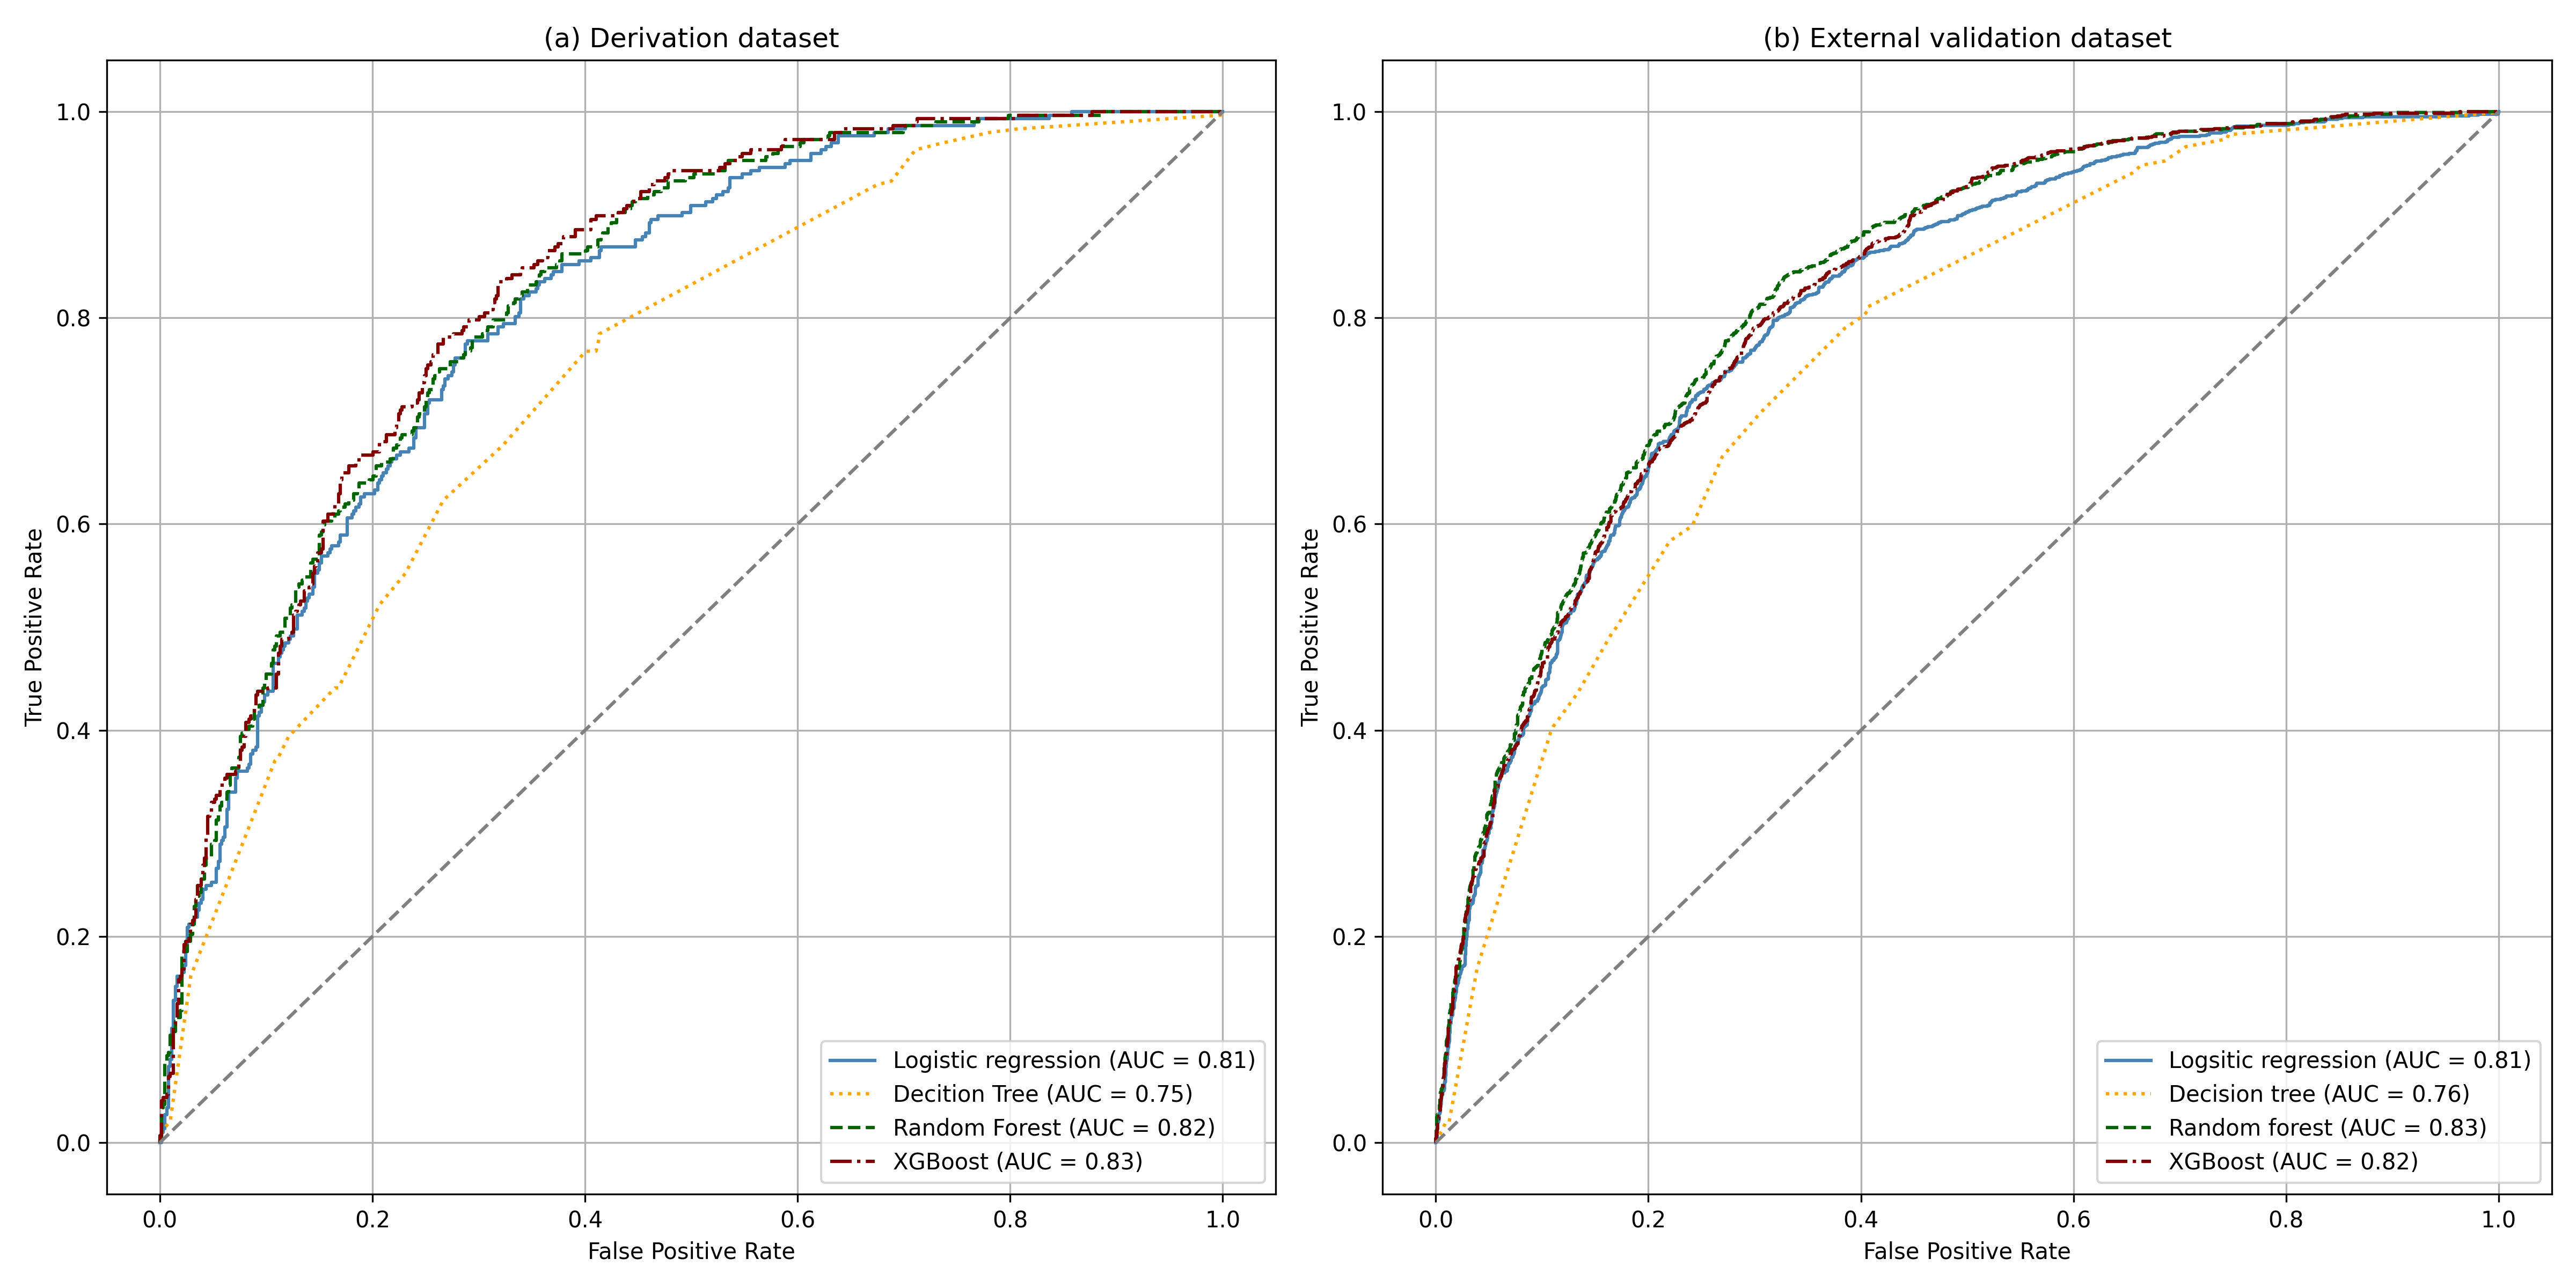 (a) Derivation dataset
1.0
0.8
0.6
0.4
0.2
0.0
True Positive Rate
Logistic regression (AUC = 0.81)
Decition Tree (AUC = 0.75)
Random Forest (AUC = 0.82)
XGBoost (AUC = 0.83)
0.0 0.2 0.4 0.6 0.8 1.0
False Positive Rate
(b) External validation dataset
1.0
0.8
0.6
0.4
0.2
0.0
True Positive Rate
Logsitic regression (AUC = 0.81)
Decision tree (AUC = 0.76)
Random forest (AUC = 0.83)
XGBoost (AUC = 0.82)
0.0 0.2 0.4 0.6 0.8 1.0
False Positive Rate